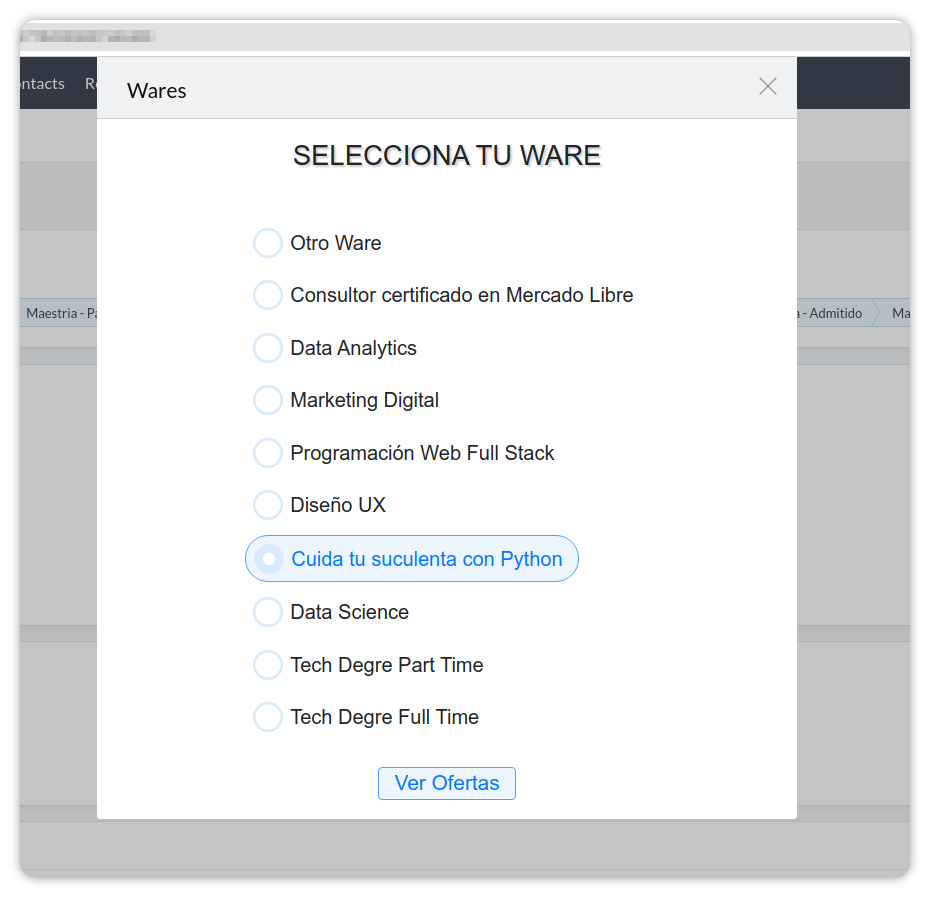 ntacts
Wares
SELECCIONA TU WARE
Otro Ware
Consultor certificado en Mercado Libre
Maestria - Pa
a - Admitido
Ma
Data Analytics
Marketing Digital
Programación Web Full Stack
Diseño UX
Cuida tu suculenta con Python
Data Science
Tech Degre Part Time
Tech Degre Full Time
Ver Ofertas